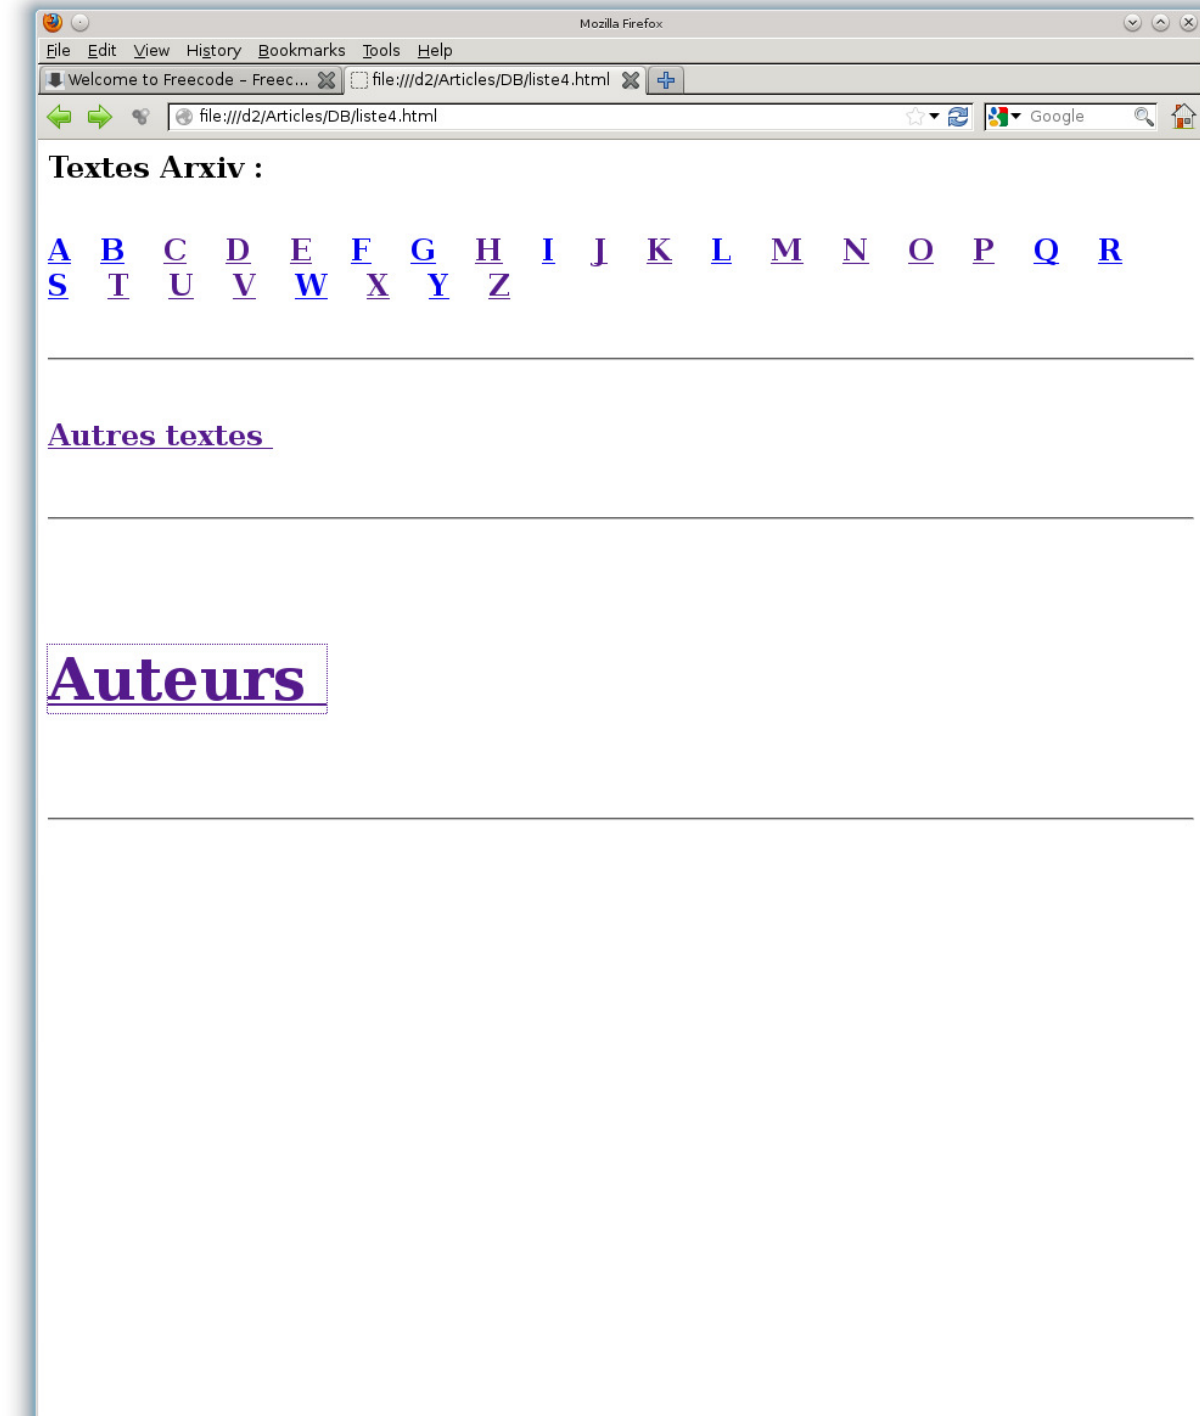 Mozilla Firefox
File Edit View History Bookmarks Tools Help
Welcome to Freecode – Freec... file:///d2/Articles/DB/liste4.html
file:///d2/Articles/DB/liste4.html Google
Textes Arxiv :
A B C D E F G H I J K L M N O P Q R
S T U V W X Y Z
Autres textes
Auteurs